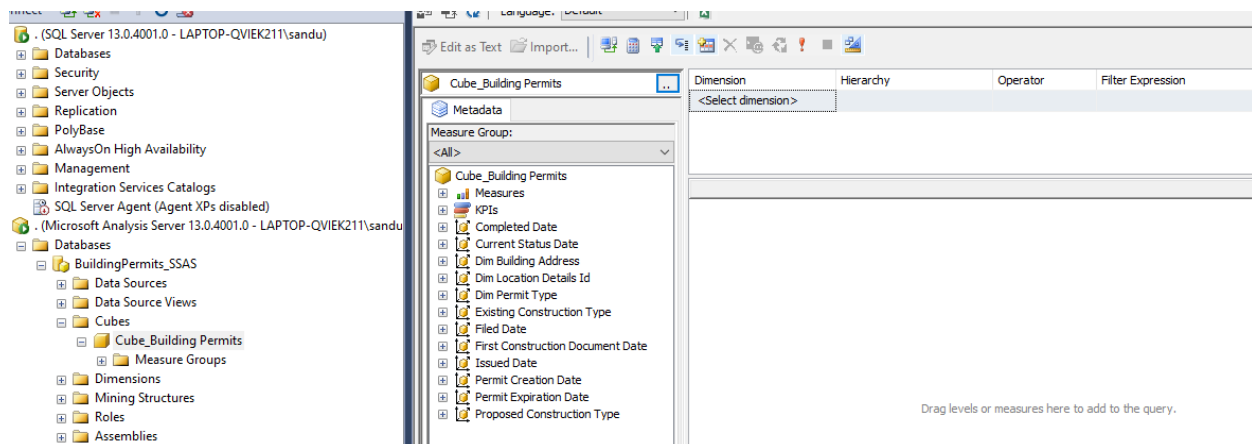 . (SQL Server 13.0.4001.0 - LAPTOP-QVIEK211\sandu)
Databases
Security
Server Objects
Replication
PolyBase
AlwaysOn High Availability
Management
Integration Services Catalogs
SQL Server Agent (Agent XPs disabled)
. (Microsoft Analysis Server 13.0.4001.0 - LAPTOP-QVIEK211\sandu
Databases
BuildingPermits_SSAS
Data Sources
Data Source Views
Cubes
Cube_Building Permits
Measure Groups
Dimensions
Mining Structures
Roles
Assemblies
Language: Default
Edit as Text Import...
Cube_Building Permits ..
Metadata
Measure Group:
<All>
Cube_Building Permits
Measures
KPIs
Completed Date
Current Status Date
Dim Building Address
Dim Location Details Id
Dim Permit Type
Existing Construction Type
Filed Date
First Construction Document Date
Issued Date
Permit Creation Date
Permit Expiration Date
Proposed Construction Type
Dimension Hierarchy Operator Filter Expression
<Select dimension>
Drag levels or measures here to add to the query.